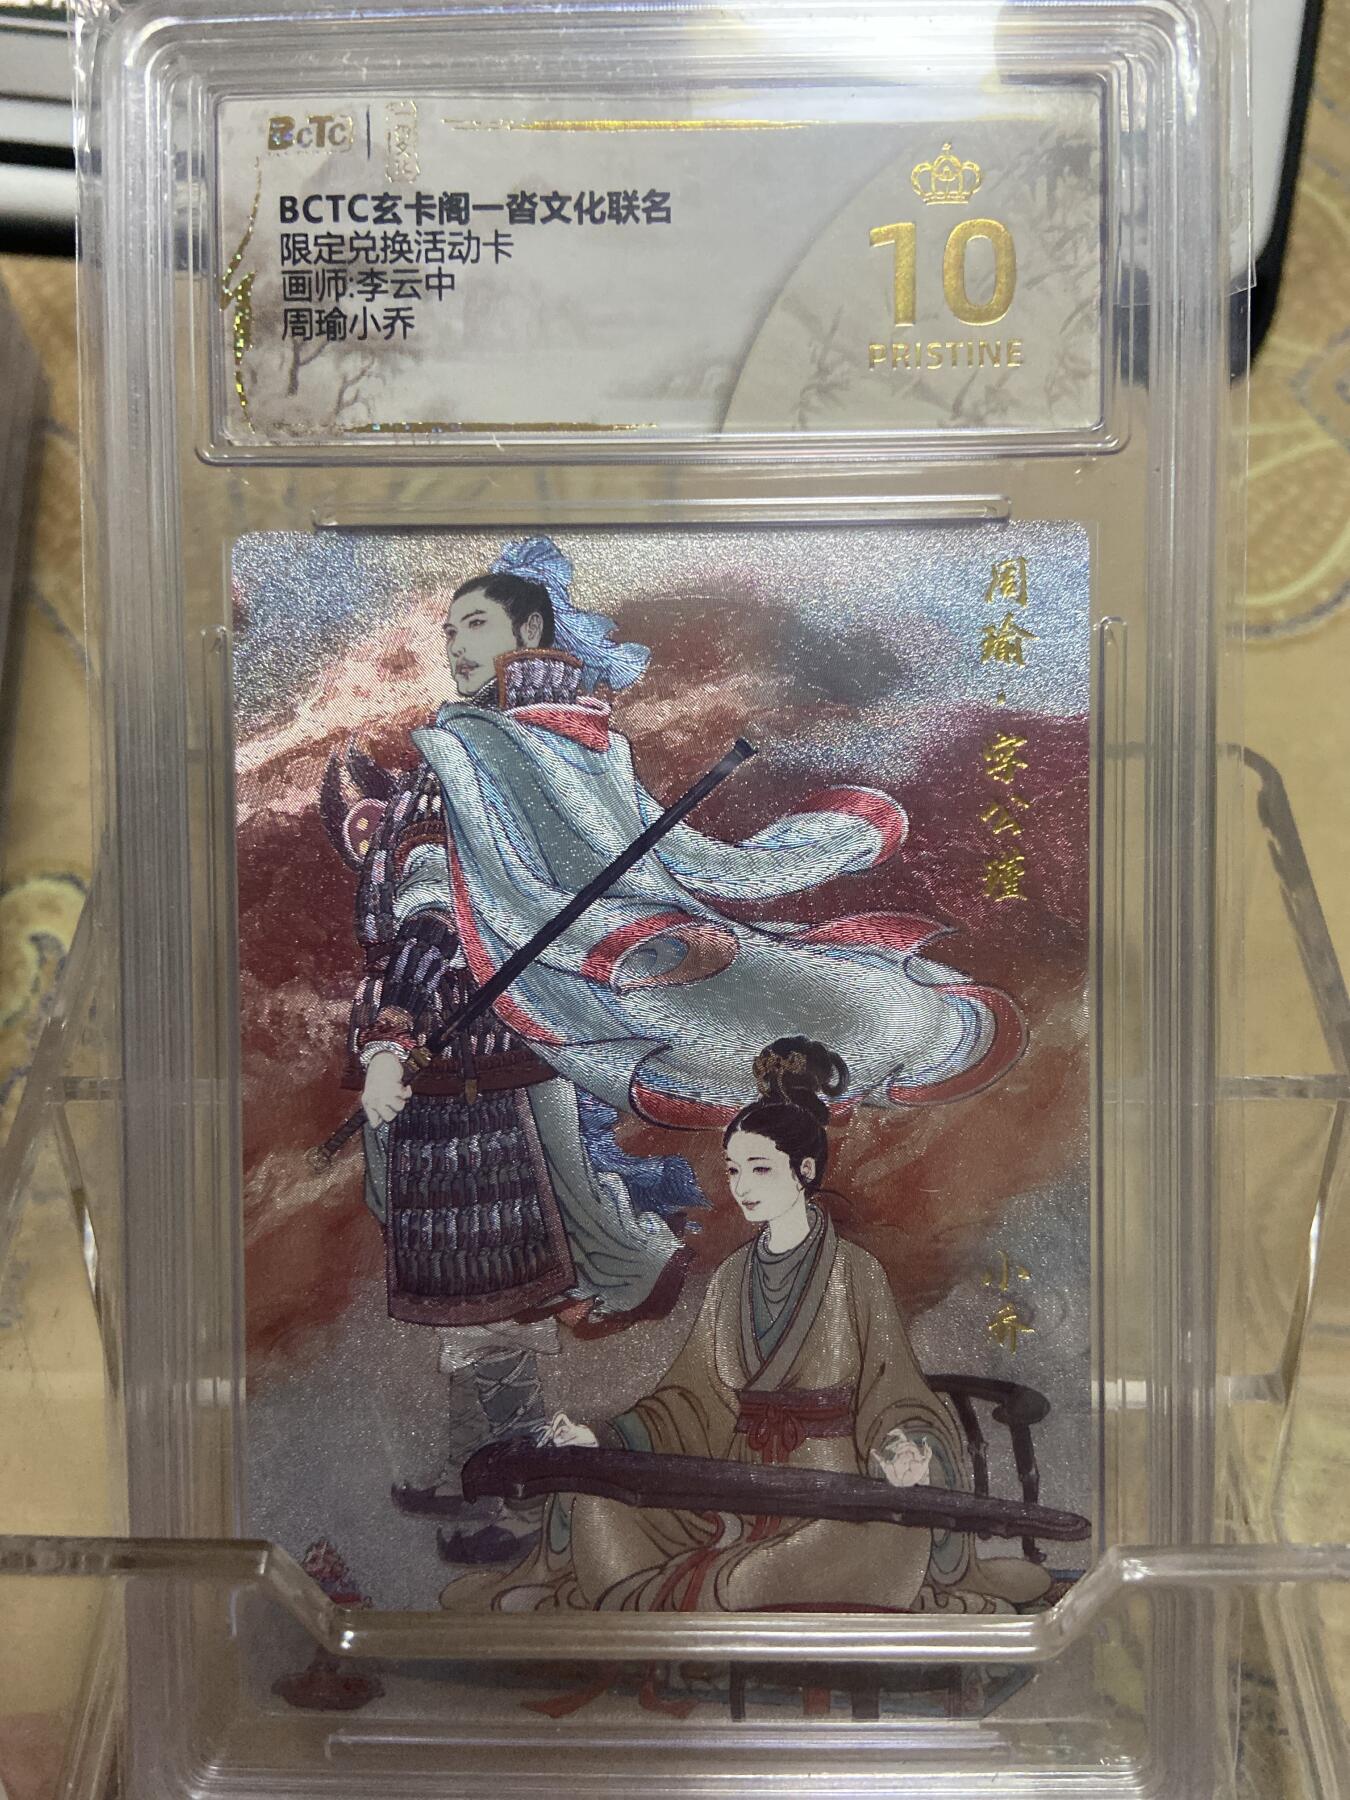 BCTC
BCTC玄卡阁一沓文化联名
限定兑换活动卡
画师:李云中
周瑜小乔
10
PRISTINE
周瑜·字公瑾
小乔